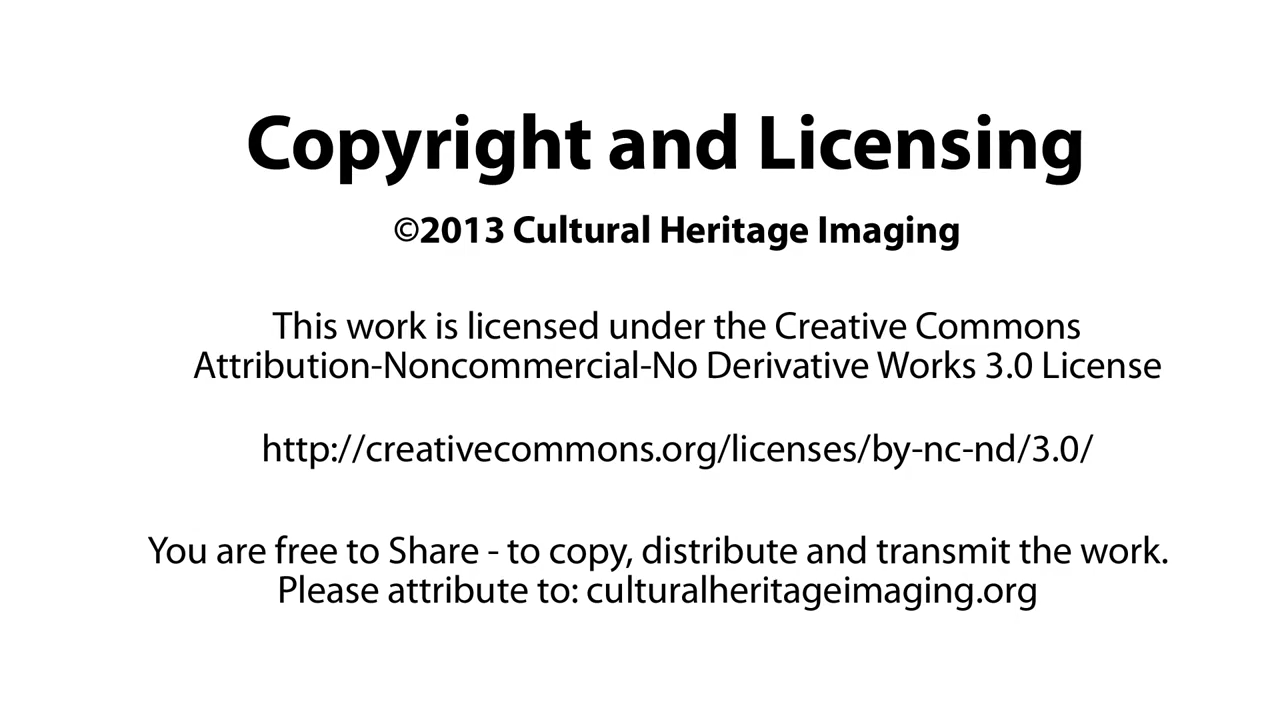 Copyright and Licensing
©2013 Cultural Heritage Imaging
This work is licensed under the Creative Commons
Attribution-Noncommercial-No Derivative Works 3.0 License
http://creativecommons.org/licenses/by-nc-nd/3.0/
You are free to Share - to copy, distribute and transmit the work.
Please attribute to: culturalheritageimaging.org